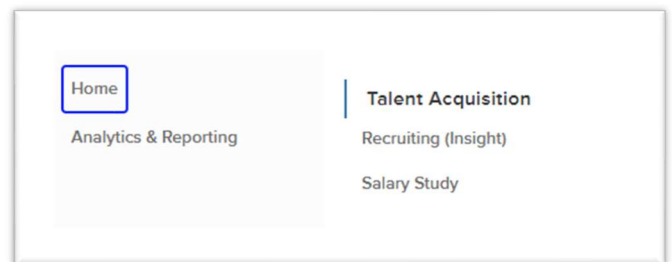 Home
Analytics & Reporting
Talent Acquisition
Recruiting (Insight)
Salary Study